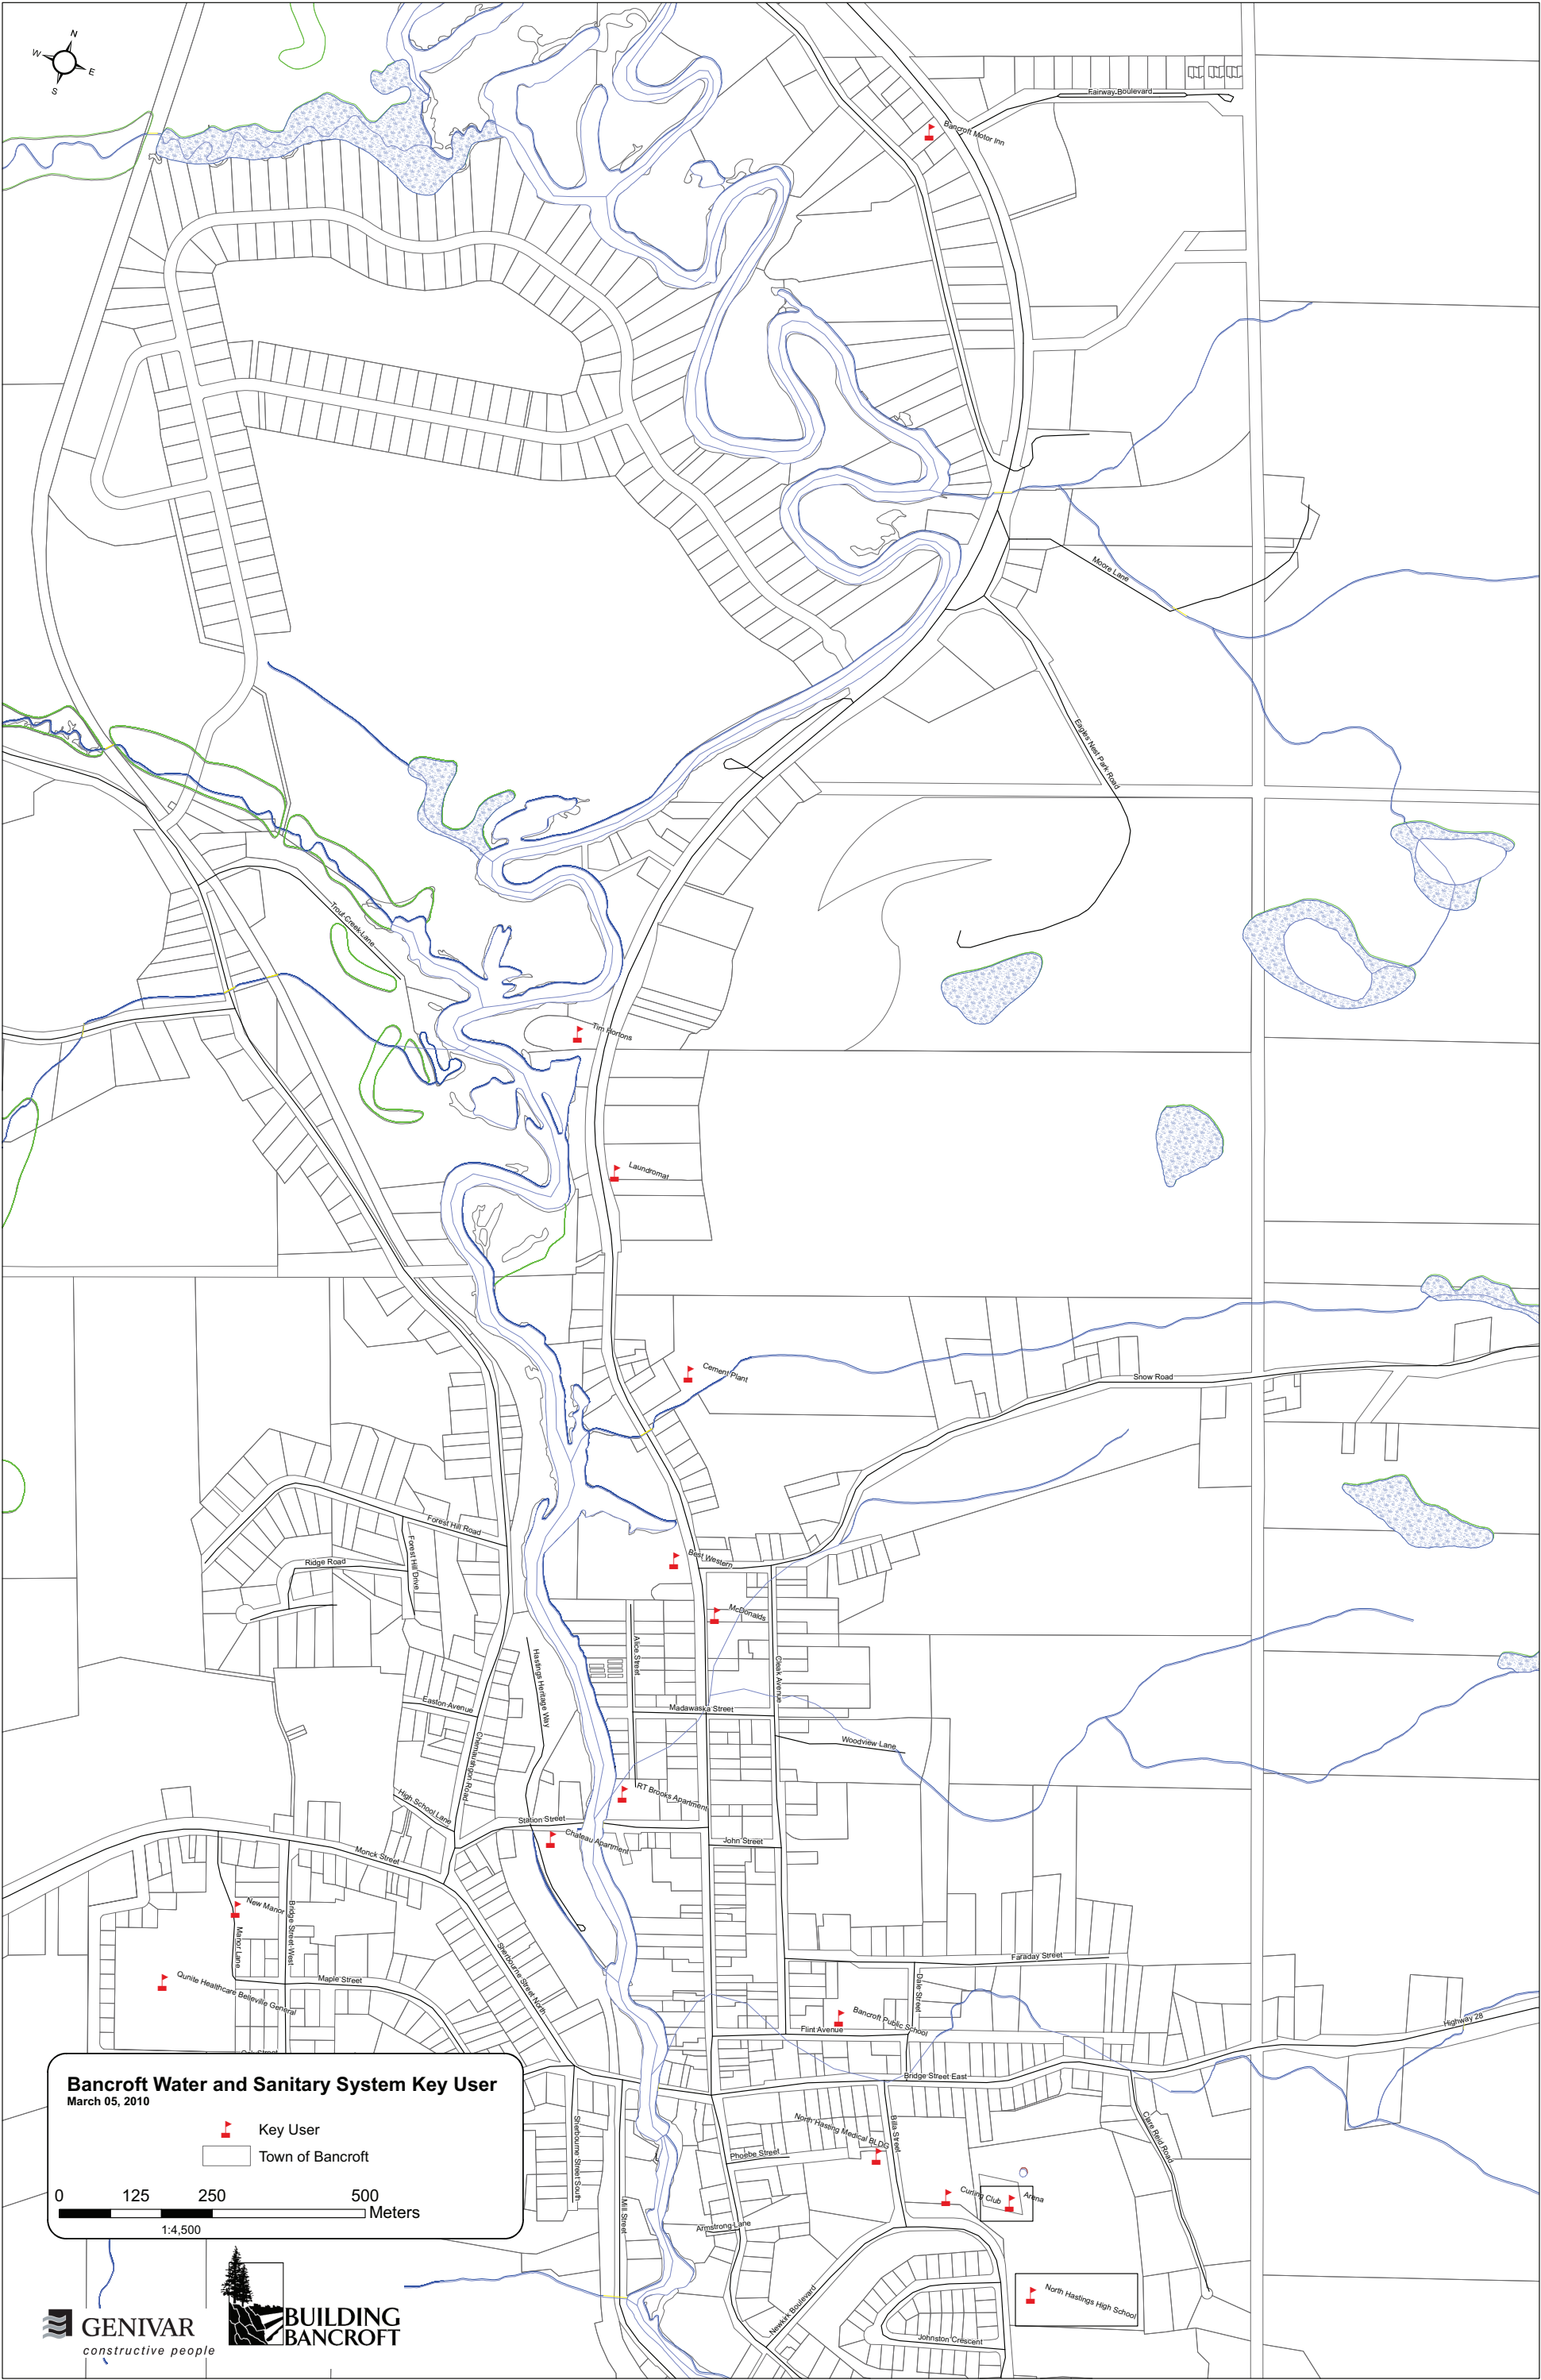 N
W
E
S
Fairway Boulevard
Bancroft Motor Inn
Moore Lane
Eagles Nest Park Road
Trout Creek Lane
Tim Hortons
Laundromat
Cement Plant
Snow Road
Forest Hill Road
Forest Hill Drive
Ridge Road
Best Western
McDonalds
Alice Street
Cleak Avenue
Hastings Heritage Way
Easton Avenue
Madawaska Street
Chemaushgon Road
Woodview Lane
RT Brooks Apartment
High School Lane
Station Street
Chateau Apartment
John Street
Monck Street
New Manor
Manor Lane
Bridge Street West
Sherbourne Street North
Faraday Street
Qunite Healthcare Belleville General
Maple Street
Dale Street
Bancroft Public School
Flint Avenue
Highway 28
Bridge Street East
Bancroft Water and Sanitary System Key User
March 05, 2010
Key User
Town of Bancroft
0 125 250 500
Meters
1:4,500
Sherbourne Street South
Mill Street
North Hasting Medical BLDG
Billa Street
Phoebe Street
Clare Reid Road
Curling Club
Arena
Armstrong Lane
North Hastings High School
Newkirk Boulevard
Johnston Crescent
GENIVAR
constructive people
BUILDING
BANCROFT